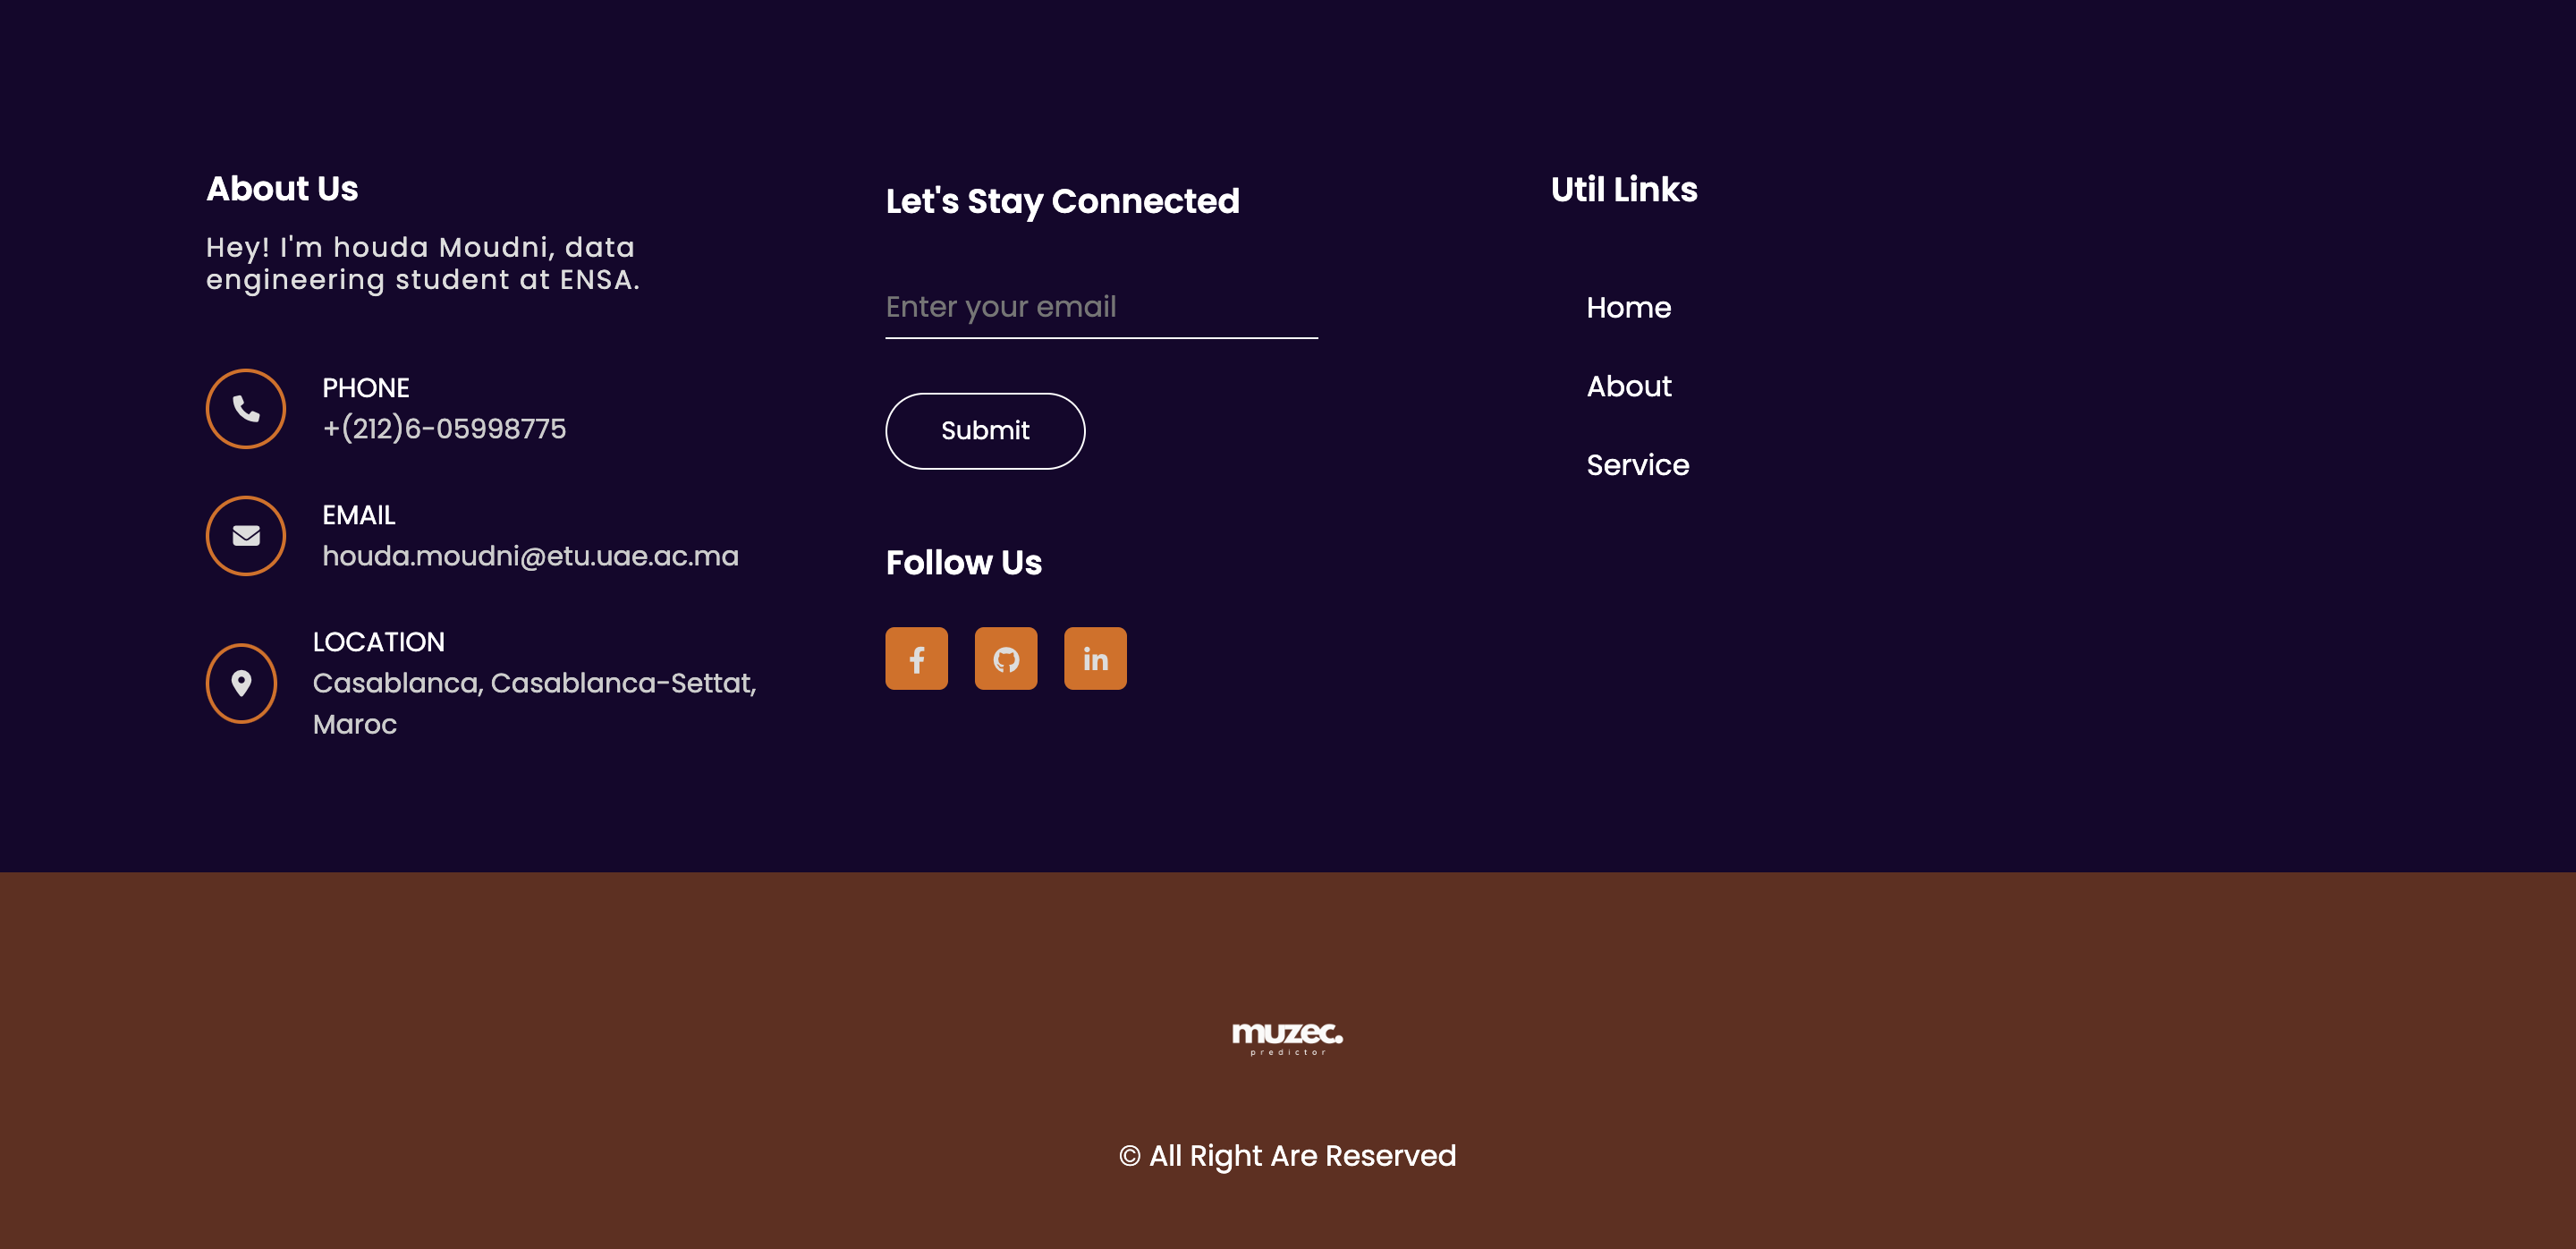 About Us
Hey! I'm houda Moudni, data
engineering student at ENSA.
PHONE
+(212)6-05998775
EMAIL
houda.moudni@etu.uae.ac.ma
LOCATION
Casablanca, Casablanca-Settat,
Maroc
Let's Stay Connected
Enter your email
Submit
Follow Us
Util Links
Home
About
Service
muzec.
predictor
© All Right Are Reserved